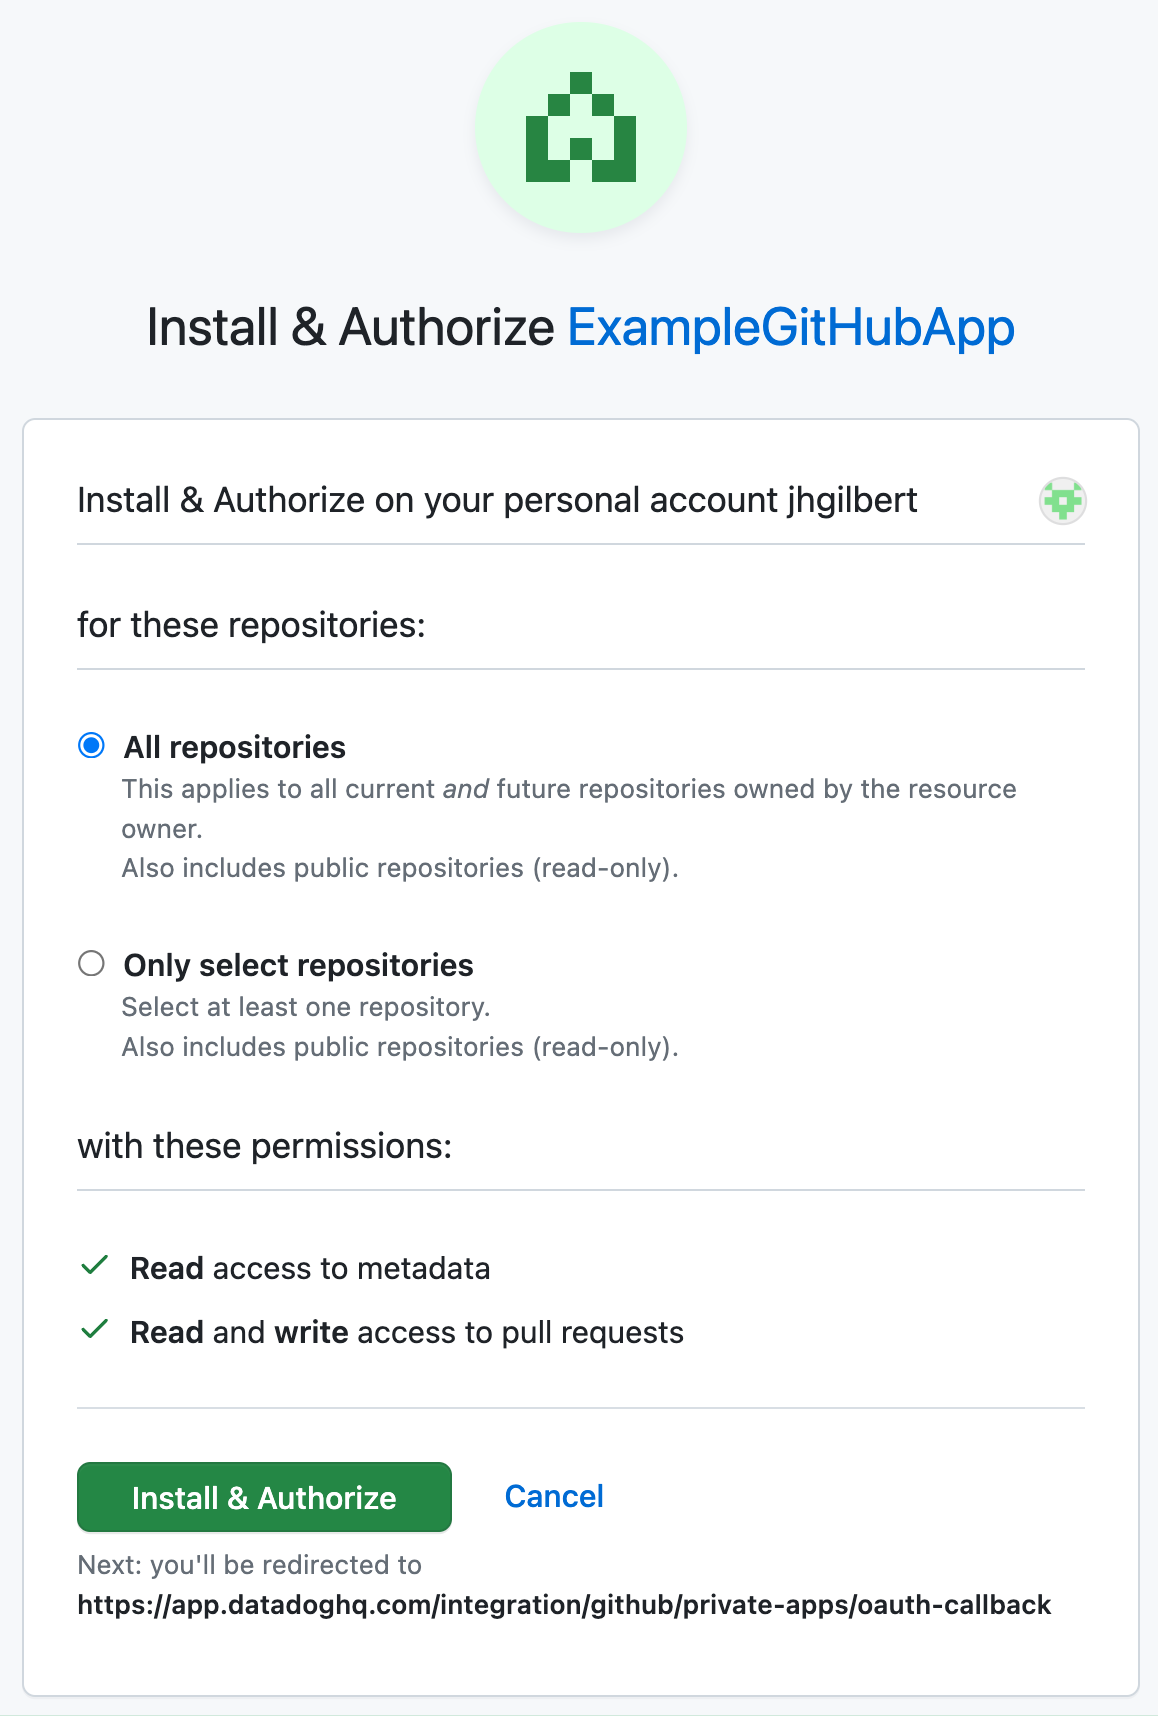 Install & Authorize ExampleGitHubApp
Install & Authorize on your personal account jhgilbert
for these repositories:
All repositories
This applies to all current and future repositories owned by the resource
owner.
Also includes public repositories (read-only).
Only select repositories
Select at least one repository.
Also includes public repositories (read-only).
with these permissions:
Read access to metadata
Read and write access to pull requests
Install & Authorize Cancel
Next: you'll be redirected to
https://app.datadoghq.com/integration/github/private-apps/oauth-callback